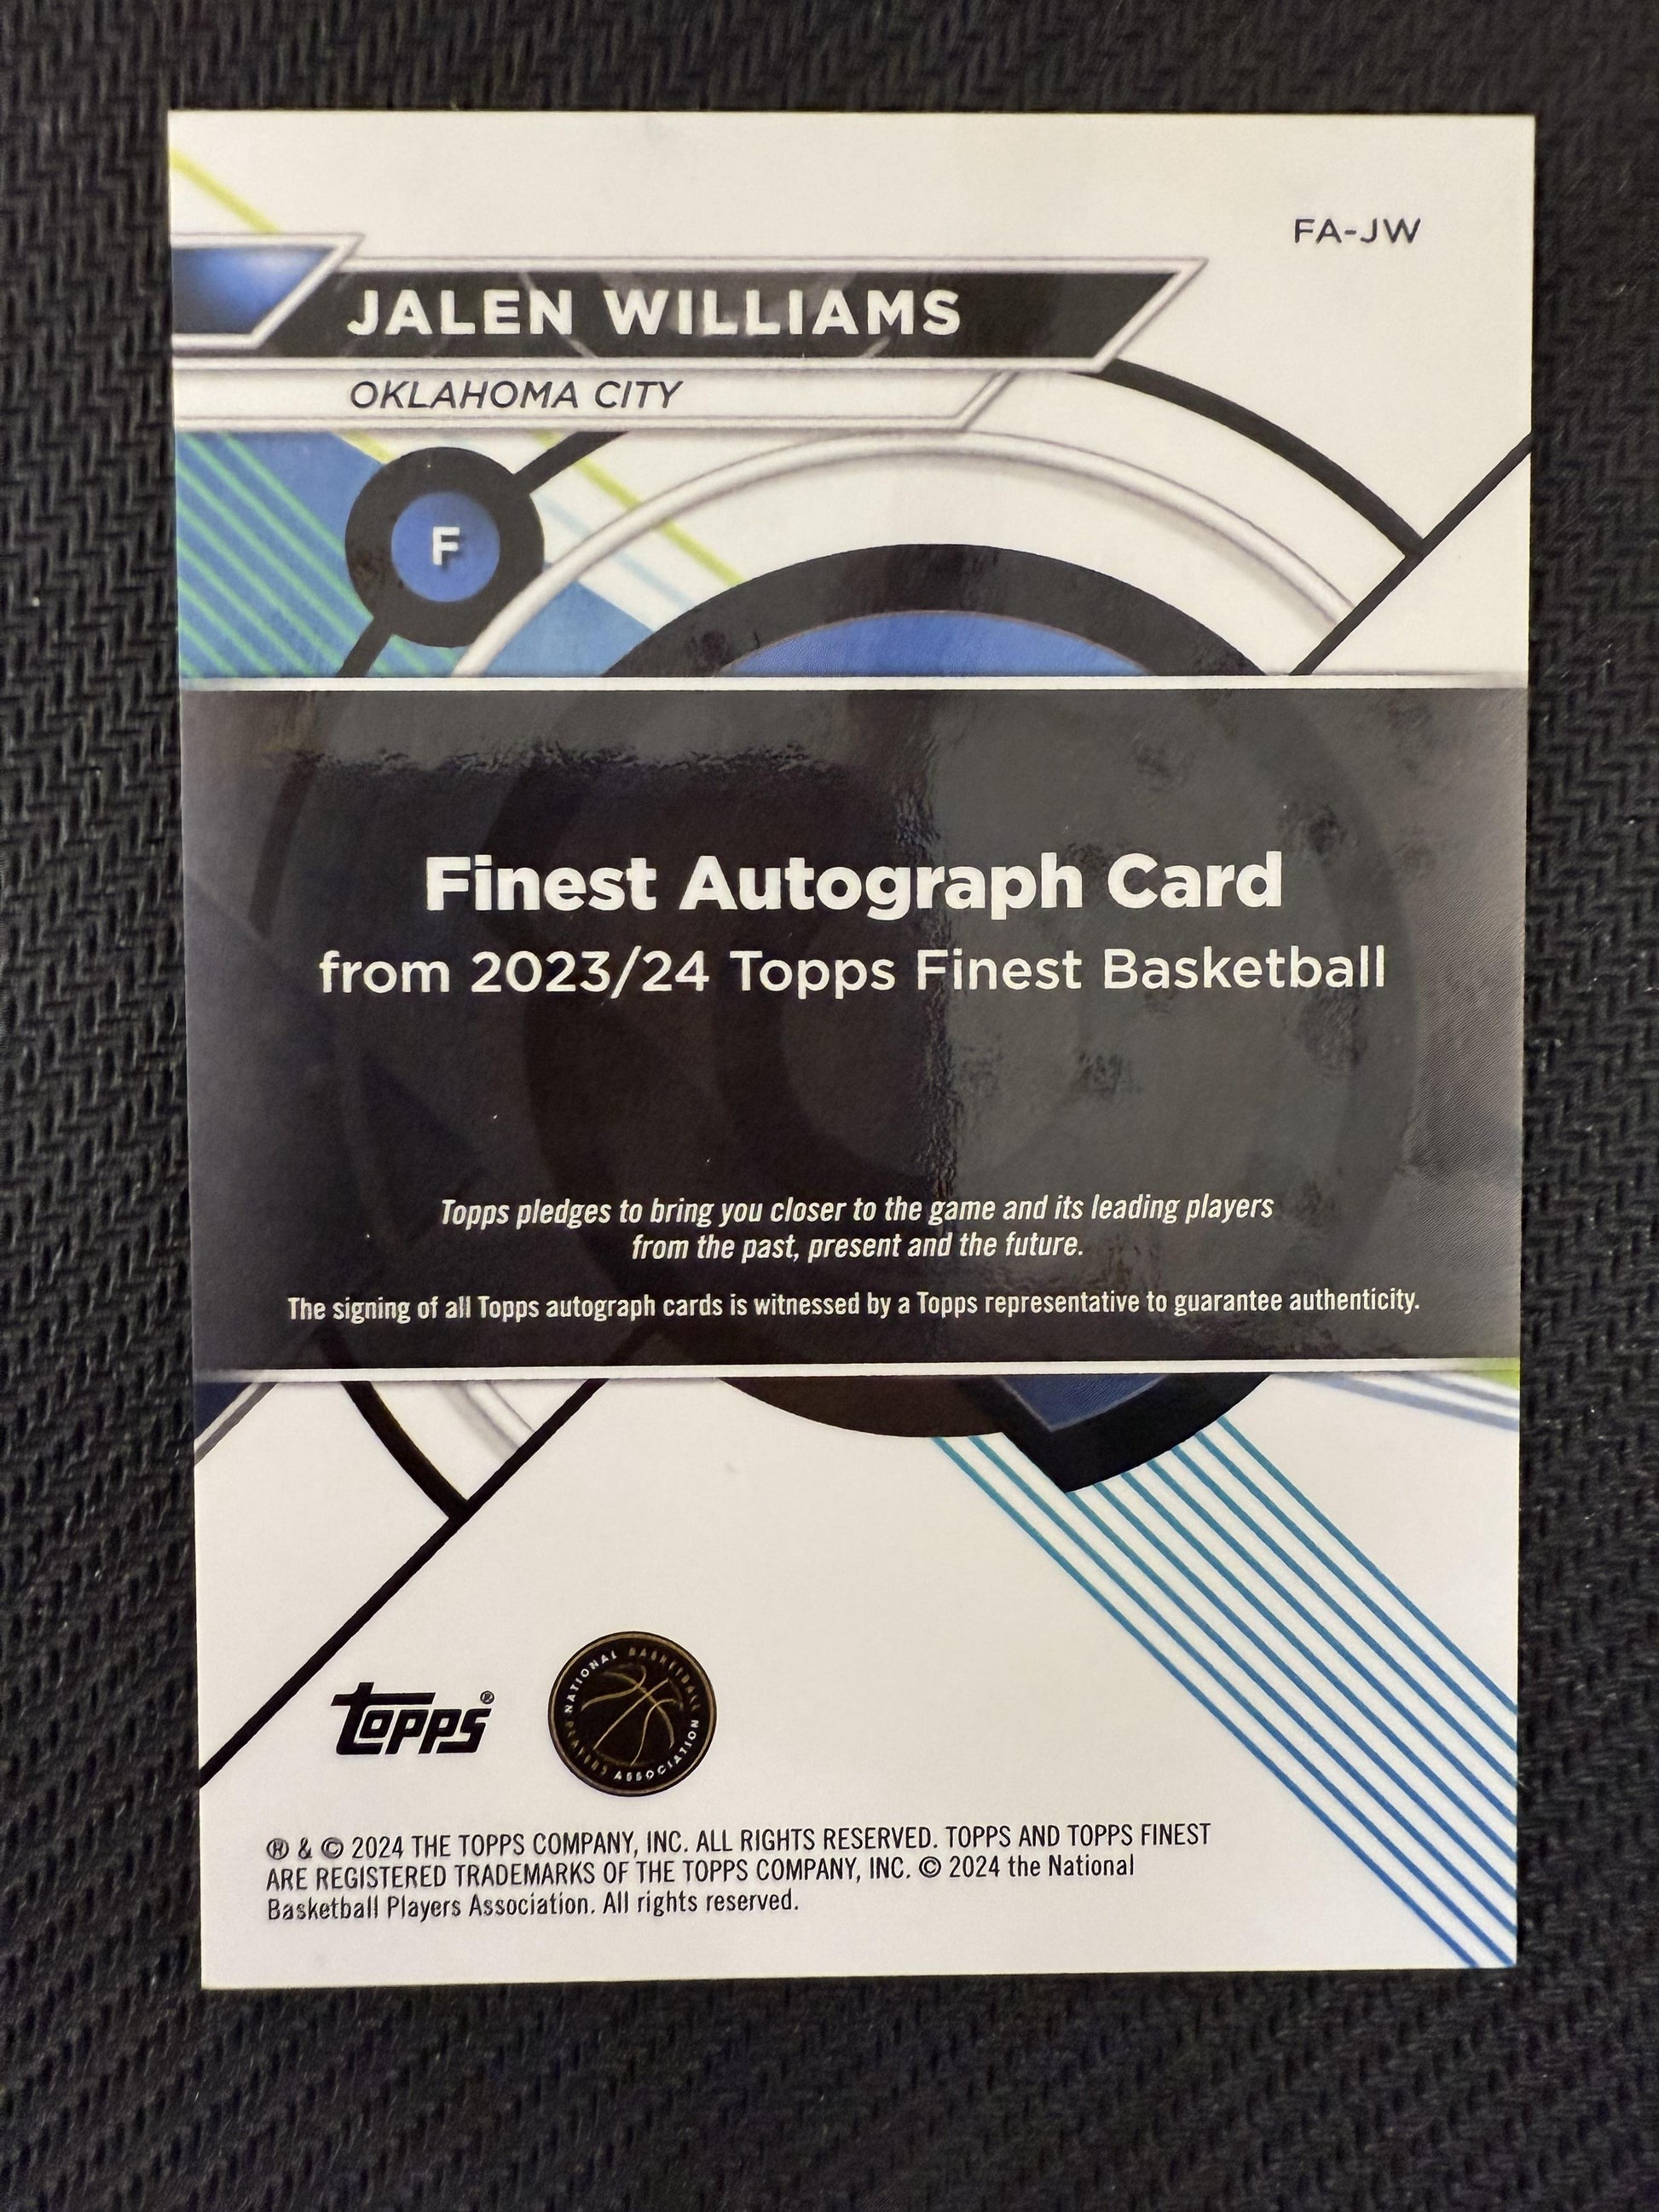 FA-JW
JALEN WILLIAMS
OKLAHOMA CITY
F
Finest Autograph Card
from 2023/24 Topps Finest Basketball
Topps pledges to bring you closer to the game and its leading players
from the past, present and the future.
The signing of all Topps autograph cards is witnessed by a Topps representative to guarantee authenticity.
topps®
NATIONAL BASKETBALL PLAYERS ASSOCIATION
® & © 2024 THE TOPPS COMPANY, INC. ALL RIGHTS RESERVED. TOPPS AND TOPPS FINEST
ARE REGISTERED TRADEMARKS OF THE TOPPS COMPANY, INC. © 2024 the National
Basketball Players Association. All rights reserved.